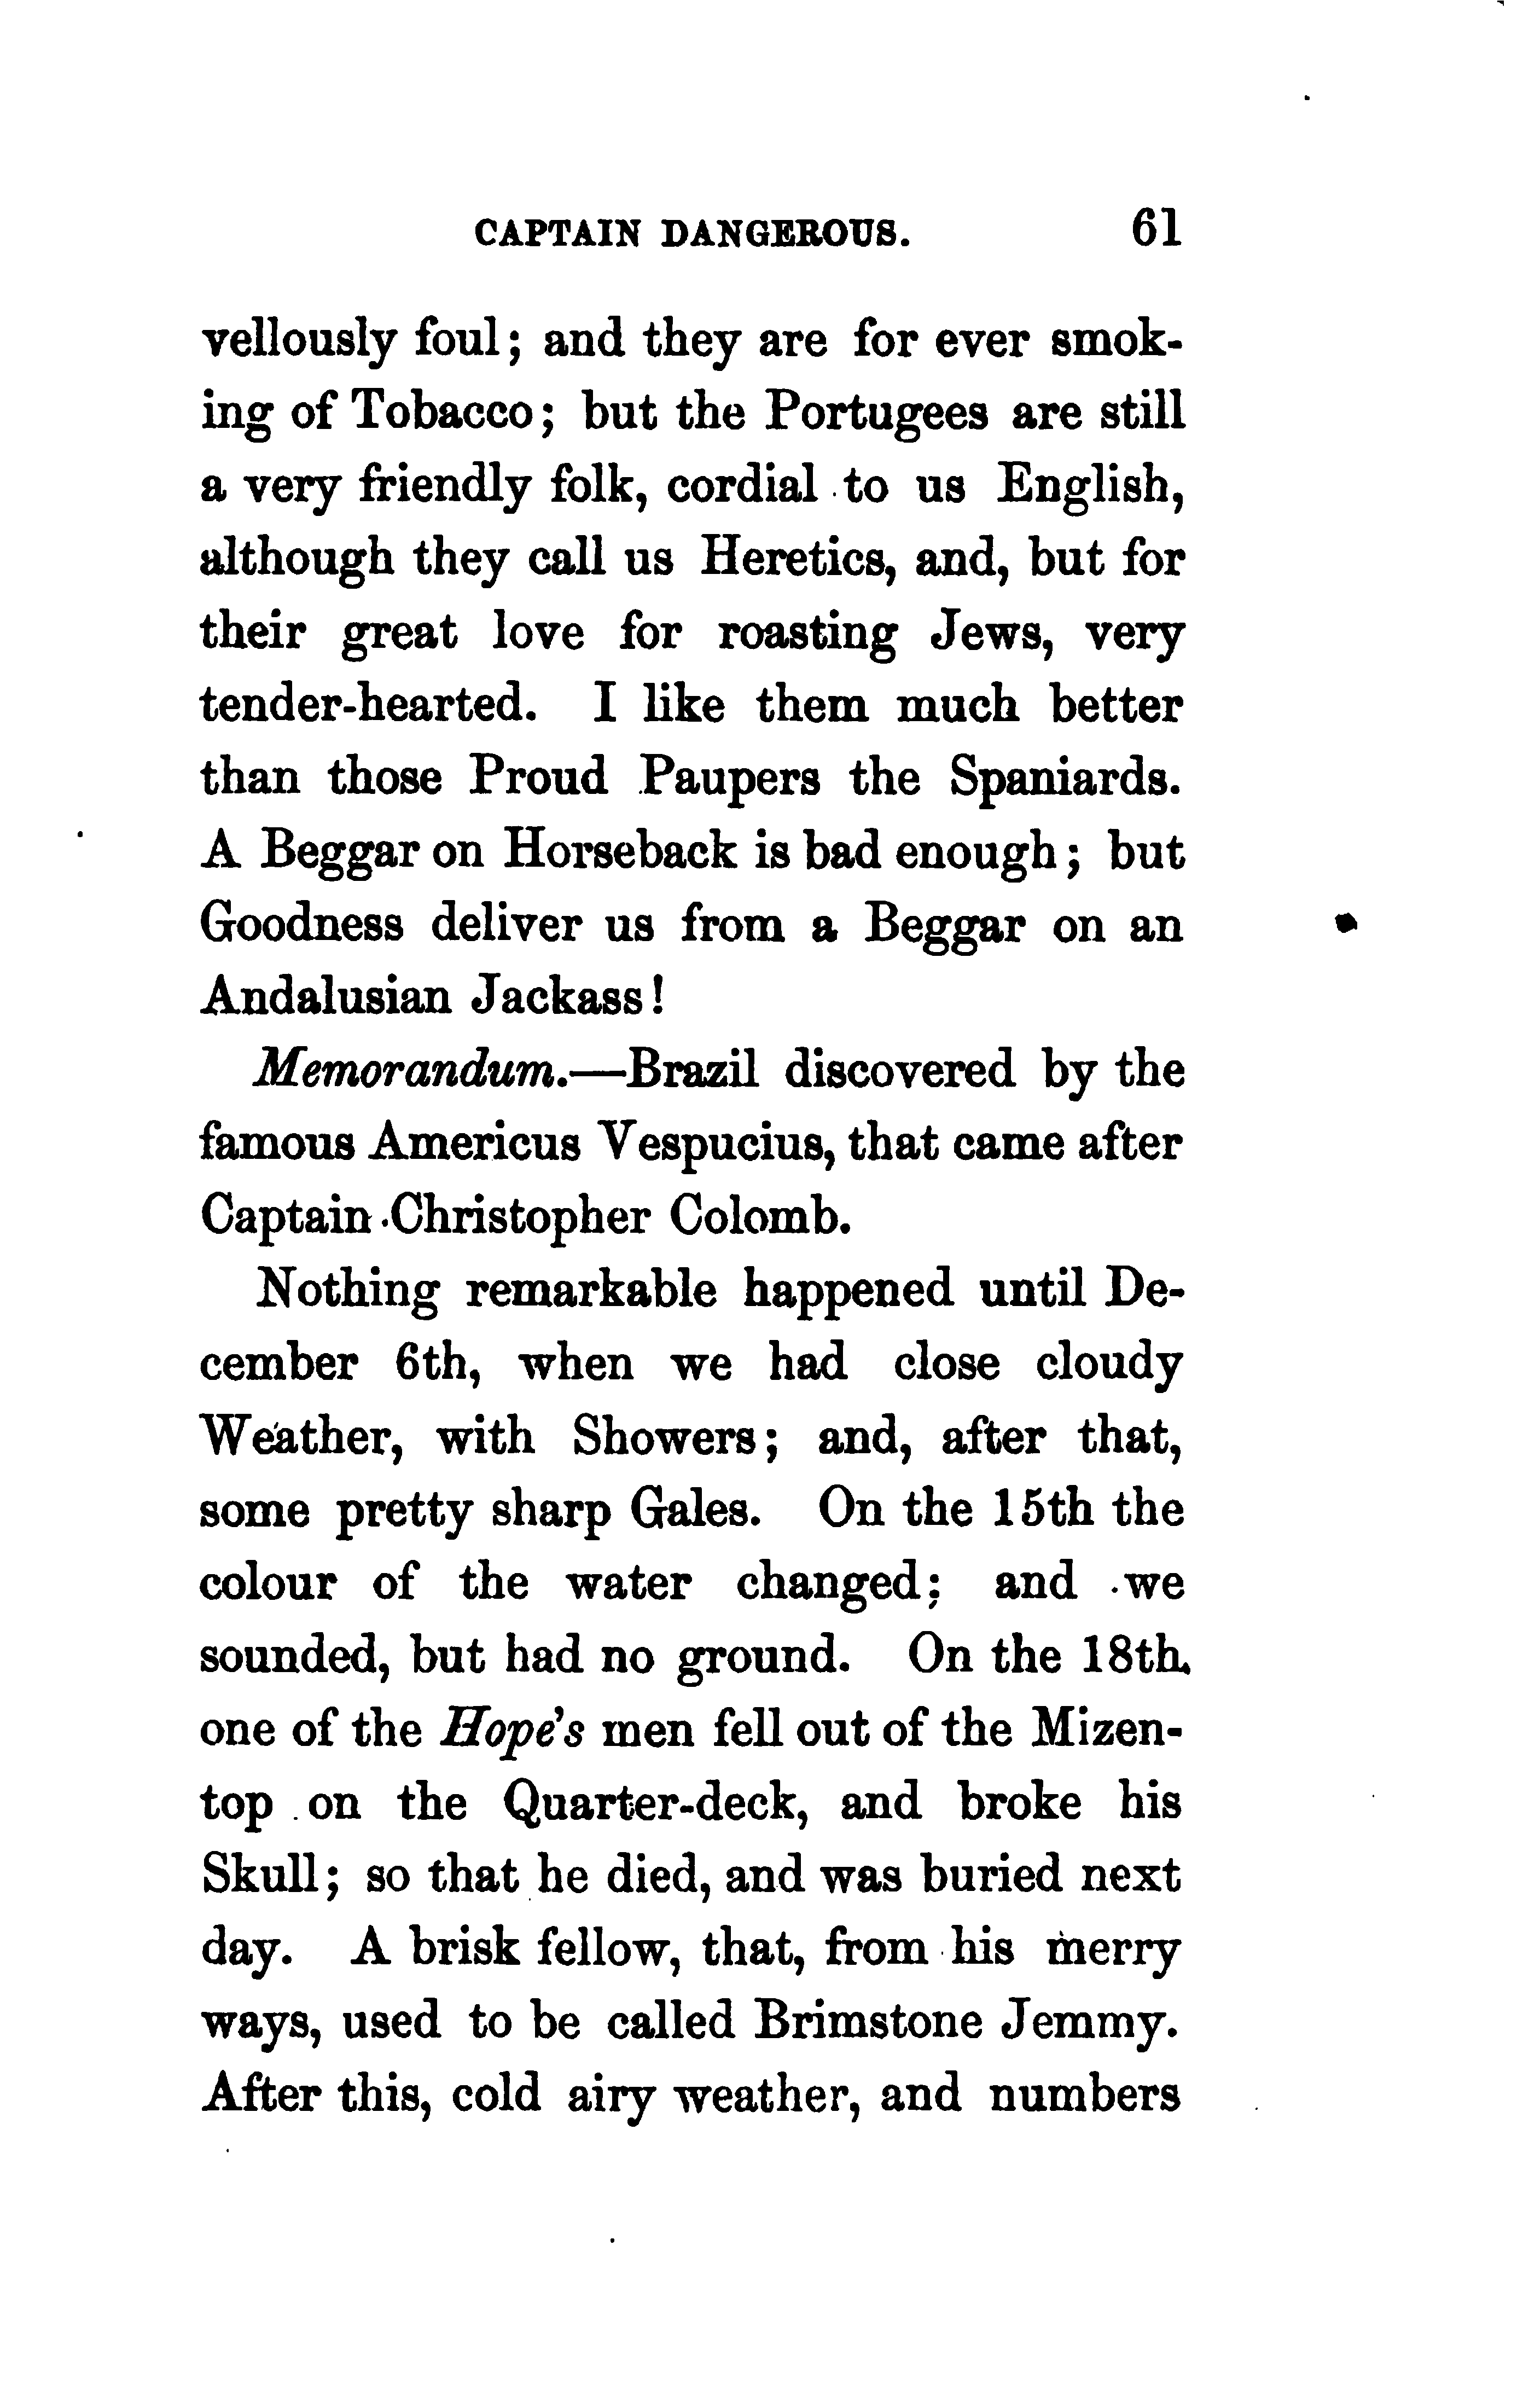 CAPTAIN DANGEROUS. 61
vellously foul; and they are for ever smok-
ing of Tobacco; but the Portugees are still
a very friendly folk, cordial to us English,
although they call us Heretics, and, but for
their great love for roasting Jews, very
tender-hearted. I like them much better
than those Proud Paupers the Spaniards.
A Beggar on Horseback is bad enough; but
Goodness deliver us from a Beggar on an
Andalusian Jackass!
Memorandum.—Brazil discovered by the
famous Americus Vespucius, that came after
Captain Christopher Colomb.
Nothing remarkable happened until De-
cember 6th, when we had close cloudy
Weather, with Showers; and, after that,
some pretty sharp Gales. On the 15th the
colour of the water changed; and we
sounded, but had no ground. On the 18th,
one of the Hope's men fell out of the Mizen-
top on the Quarter-deck, and broke his
Skull; so that he died, and was buried next
day. A brisk fellow, that, from his merry
ways, used to be called Brimstone Jemmy.
After this, cold airy weather, and numbers